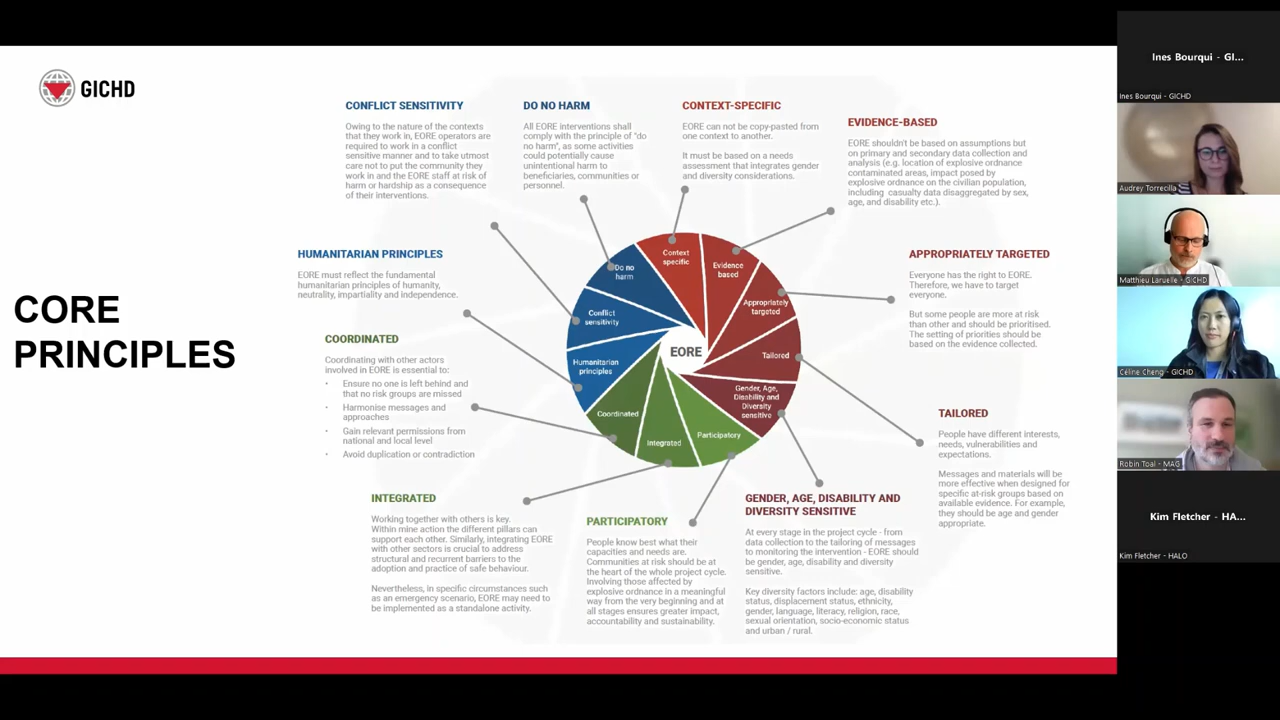 GICHD
CORE
PRINCIPLES
CONFLICT SENSITIVITY
Owing to the nature of the contexts
that they work in, EORE operators are
required to work in a conflict
sensitive manner and to take utmost
care not to put the community they
work in and the EORE staff at risk of
harm or hardship as a consequence
of their interventions.
DO NO HARM
All EORE interventions shall
comply with the principle of "do
no harm", as some activities
could potentially cause
unintentional harm to
beneficiaries, communities or
personnel.
CONTEXT-SPECIFIC
EORE can not be copy-pasted from
one context to another.
It must be based on a needs
assessment that integrates gender
and diversity considerations.
EVIDENCE-BASED
EORE shouldn't be based on assumptions but
on primary and secondary data collection and
analysis (e.g. location of explosive ordnance
contaminated areas, impact posed by
explosive ordnance on the civilian population,
including casualty data disaggregated by sex,
age, and disability etc.).
HUMANITARIAN PRINCIPLES
EORE must reflect the fundamental
humanitarian principles of humanity,
neutrality, impartiality and independence.
APPROPRIATELY TARGETED
Everyone has the right to EORE.
Therefore, we have to target
everyone.
But some people are more at risk
than other and should be prioritised.
The setting of priorities should be
based on the evidence collected.
COORDINATED
Coordinating with other actors
involved in EORE is essential to:
• Ensure no one is left behind and
that no risk groups are missed
• Harmonise messages and
approaches
• Gain relevant permissions from
national and local level
• Avoid duplication or contradiction
TAILORED
People have different interests,
needs, vulnerabilities and
expectations.
Messages and materials will be
more effective when designed for
specific at-risk groups based on
available evidence. For example,
they should be age and gender
appropriate.
INTEGRATED
Working together with others is key.
Within mine action the different pillars can
support each other. Similarly, integrating EORE
with other sectors is crucial to address
structural and recurrent barriers to the
adoption and practice of safe behaviour.
Nevertheless, in specific circumstances such
as an emergency scenario, EORE may need to
be implemented as a standalone activity.
PARTICIPATORY
People know best what their
capacities and needs are.
Communities at risk should be at
the heart of the whole project cycle.
Involving those affected by
explosive ordnance in a meaningful
way from the very beginning and at
all stages ensures greater impact,
accountability and sustainability.
GENDER, AGE, DISABILITY AND
DIVERSITY SENSITIVE
At every stage in the project cycle - from
data collection to the tailoring of messages
to monitoring the intervention - EORE should
be gender, age, disability and diversity
sensitive.
Key diversity factors include: age, disability
status, displacement status, ethnicity,
gender, language, literacy, religion, race,
sexual orientation, socio-economic status
and urban / rural.
EORE
Do no
harm
Context
specific
Evidence
based
Appropriately
targeted
Tailored
Gender, Age,
Disability and
Diversity
sensitive
Participatory
Integrated
Coordinated
Humanitarian
principles
Conflict
sensitivity
Ines Bourqui - GI...
Ines Bourqui - GICHD
Audrey Torrecilla
Matthieu Laruelle - GICHD
Céline Cheng - GICHD
Robin Toal - MAG
Kim Fletcher - HA...
Kim Fletcher - HALO